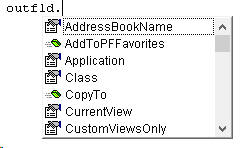 outfld.
AddressBookName
AddToPFFavorites
Application
Class
CopyTo
CurrentView
CustomViewsOnly